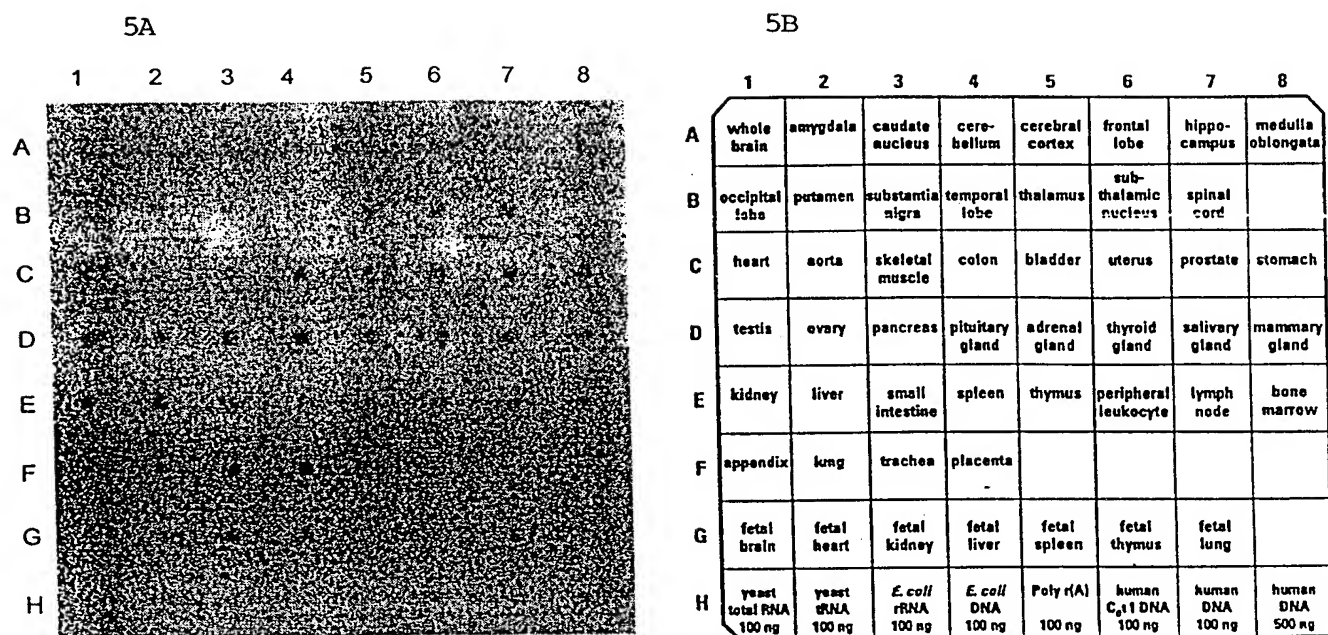 5A
1 2 3 4 5 6 7 8
A
B
C
D
E
F
G
H
5B
1 2 3 4 5 6 7 8
A
whole brain
amygdala
caudate nucleus
cere-
bellum
cerebral cortex
frontal lobe
hippo-
campus
medulla oblongata
B
occipital lobe
putamen
substantia nigra
temporal lobe
thalamus
sub-
thalamic
nucleus
spinal cord
C
heart
aorta
skeletal muscle
colon
bladder
uterus
prostate
stomach
D
testis
ovary
pancreas
pituitary gland
adrenal gland
thyroid gland
salivary gland
mammary gland
E
kidney
liver
small intestine
spleen
thymus
peripheral leukocyte
lymph node
bone marrow
F
appendix
lung
trachea
placenta
G
fetal brain
fetal heart
fetal kidney
fetal liver
fetal spleen
fetal thymus
fetal lung
H
yeast total RNA 100 ng
yeast tRNA 100 ng
E. coli rRNA 100 ng
E. coli DNA 100 ng
Poly r(A) 100 ng
human C₀t1 DNA 100 ng
human DNA 100 ng
human DNA 500 ng